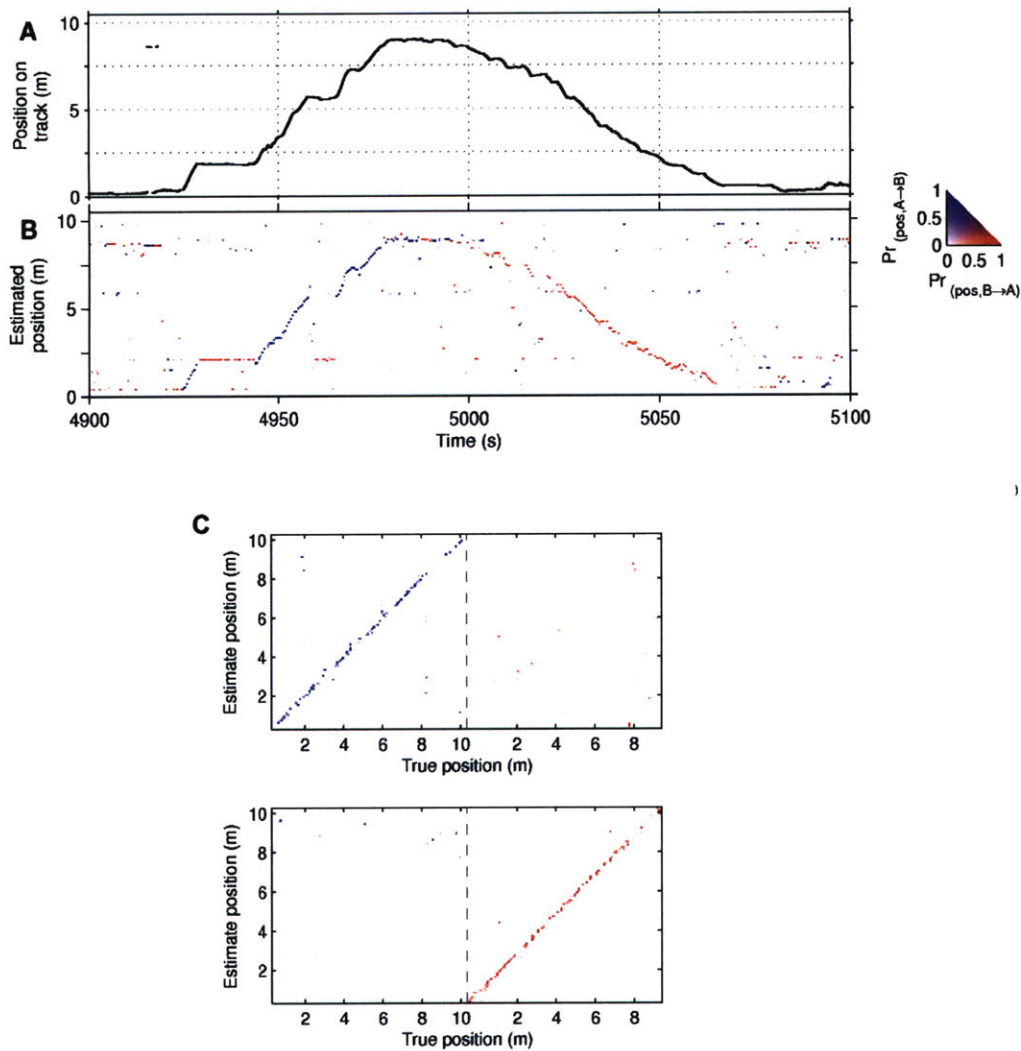 A
Position on
track (m)
10
5
0
B
Estimated
position (m)
10
5
0
4900
4950
5000
5050
5100
Time (s)
Pr (pos,A→B)
1
0.5
0
0 0.5 1
Pr (pos,B→A)
)
C
Estimate position (m)
10
8
6
4
2
2 4 6 8 10 2 4 6 8
True position (m)
Estimate position (m)
10
8
6
4
2
2 4 6 8 10 2 4 6 8
True position (m)